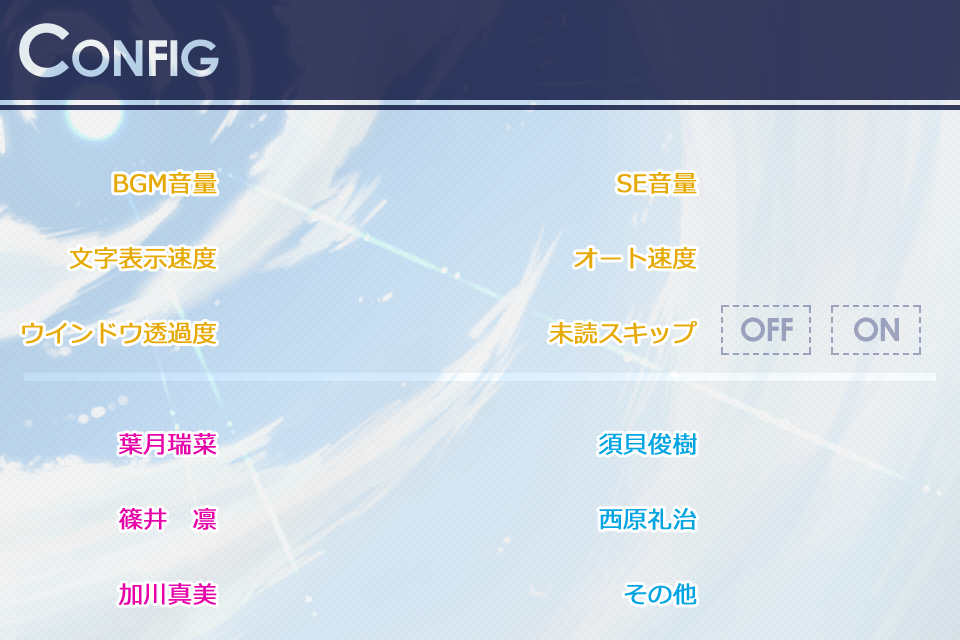 CONFIG
BGM音量
SE音量
文字表示速度
オート速度
ウインドウ透過度
未読スキップ OFF ON
葉月瑞菜
須貝俊樹
篠井　凛
西原礼治
加川真美
その他